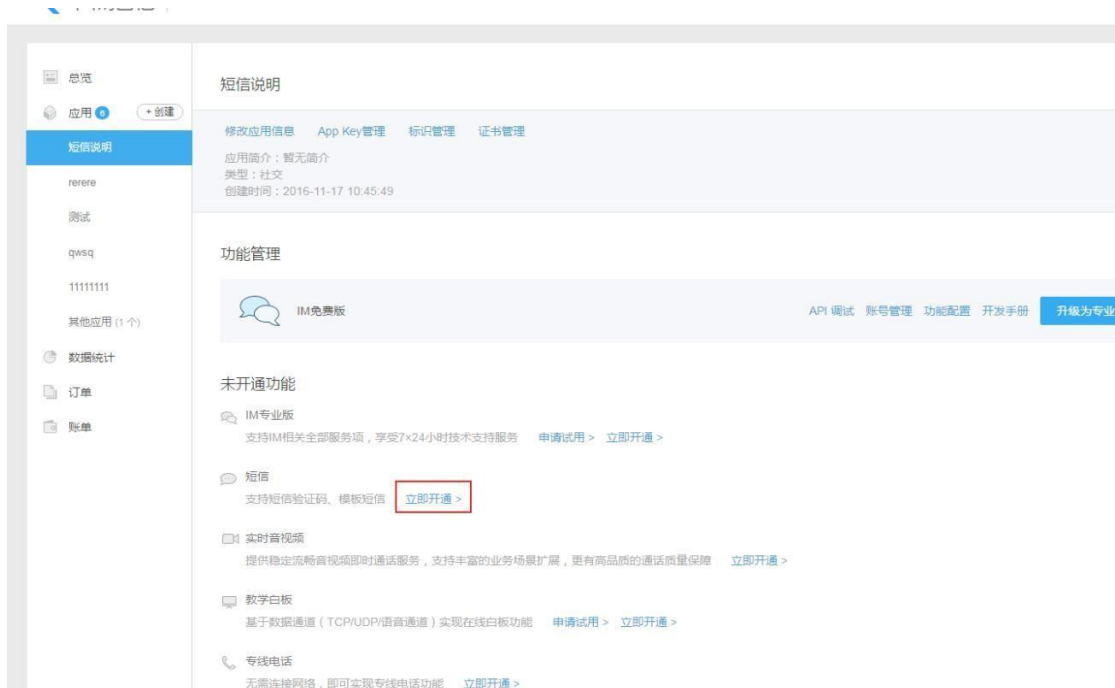 总览
应用 6 + 创建
短信说明
rerere
测试
qwsq
11111111
其他应用 (1 个)
数据统计
订单
账单
短信说明
修改应用信息 App Key管理 标识管理 证书管理
应用简介：暂无简介
类型：社交
创建时间：2016-11-17 10:45:49
功能管理
IM免费版 API 调试 账号管理 功能配置 开发手册 升级为专业
未开通功能
IM专业版
支持IM相关全部服务项，享受7×24小时技术支持服务 申请试用 > 立即开通 >
短信
支持短信验证码、模板短信 立即开通 >
实时音视频
提供稳定流畅音视频即时通话服务，支持丰富的业务场景扩展，更有高品质的通话质量保障 立即开通 >
教学白板
基于数据通道（TCP/UDP/语音通道）实现在线白板功能 申请试用 > 立即开通 >
专线电话
无需连接网络，即可实现专线电话功能 立即开通 >